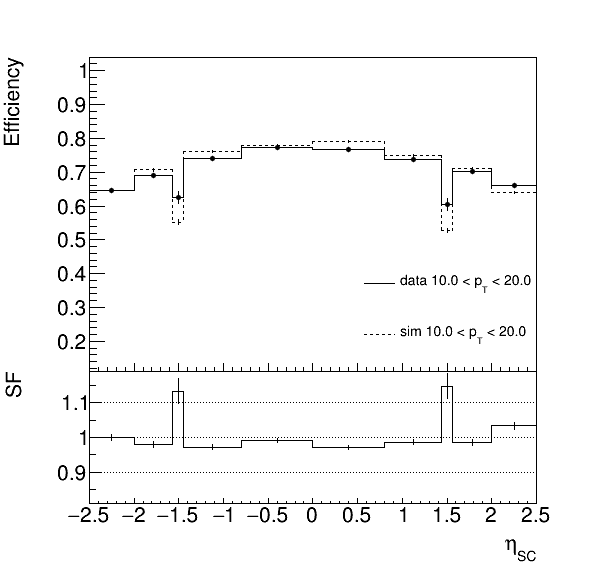 Efficiency
1
0.9
0.8
0.7
0.6
0.5
0.4
0.3
0.2
data 10.0 < p_T < 20.0
sim 10.0 < p_T < 20.0
SF
1.1
1
0.9
−2.5 −2 −1.5 −1 −0.5 0 0.5 1 1.5 2 2.5
η_SC